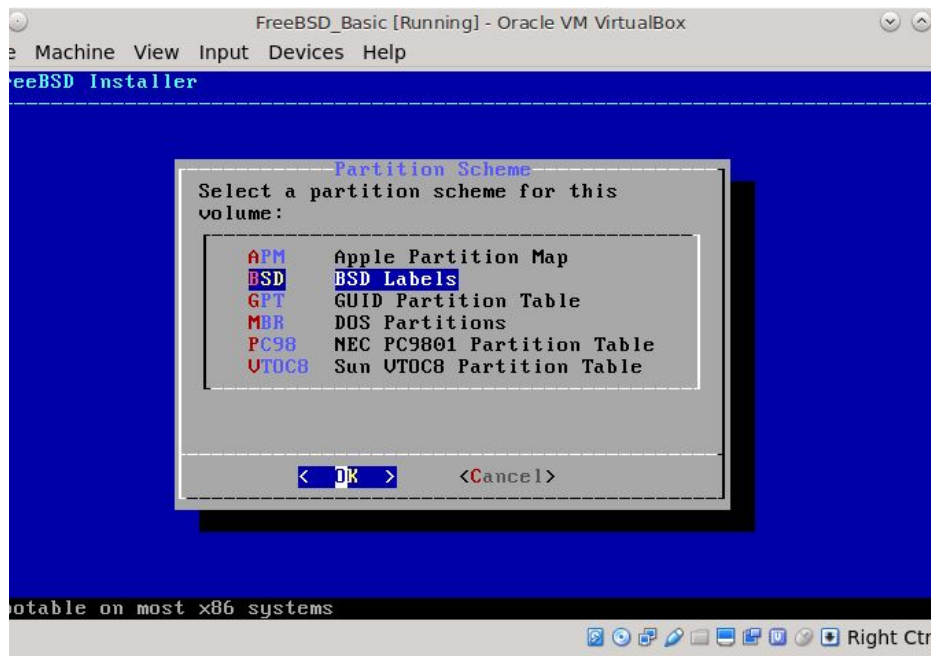 FreeBSD_Basic [Running] - Oracle VM VirtualBox
e Machine View Input Devices Help
reeBSD Installer
Partition Scheme
Select a partition scheme for this
volume:
APM Apple Partition Map
BSD BSD Labels
GPT GUID Partition Table
MBR DOS Partitions
PC98 NEC PC9801 Partition Table
VTOC8 Sun VTOC8 Partition Table
< OK > <Cancel>
ootable on most x86 systems
Right Ctr